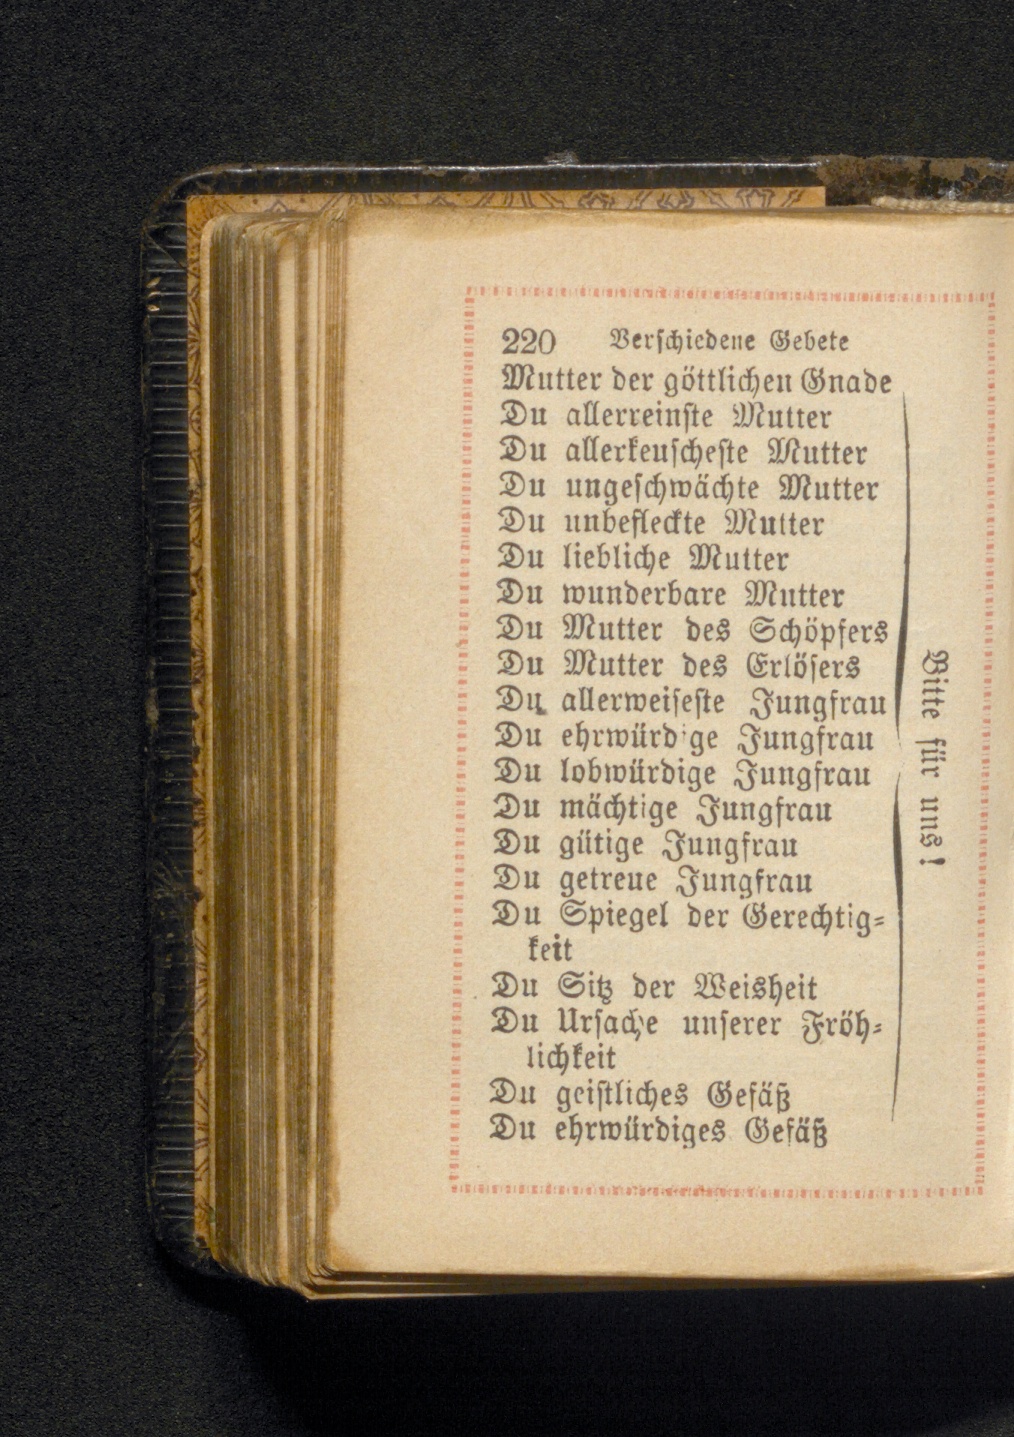 220 Verschiedene Gebete
Mutter der göttlichen Gnade
Du allerreinste Mutter
Du allerkeuscheste Mutter
Du ungeschwächte Mutter
Du unbefleckte Mutter
Du liebliche Mutter
Du wunderbare Mutter
Du Mutter des Schöpfers
Du Mutter des Erlösers
Du allerweiseste Jungfrau
Du ehrwürdige Jungfrau
Du lobwürdige Jungfrau
Du mächtige Jungfrau
Du gütige Jungfrau
Du getreue Jungfrau
Du Spiegel der Gerechtig-
keit
Du Sitz der Weisheit
Du Ursache unserer Fröh-
lichkeit
Du geistliches Gefäß
Du ehrwürdiges Gefäß
Bitte für uns!